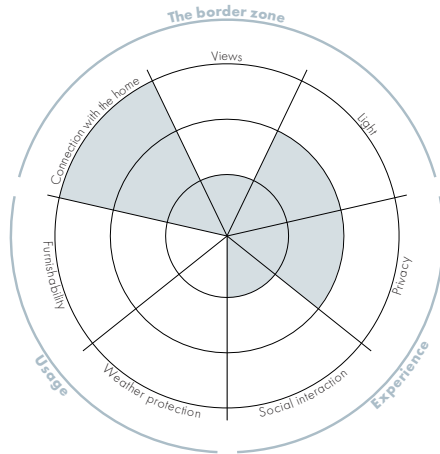 The border zone
Views
Connection with the home
Light
Furnishability
Privacy
Weather protection
Social interaction
Usage
Experience